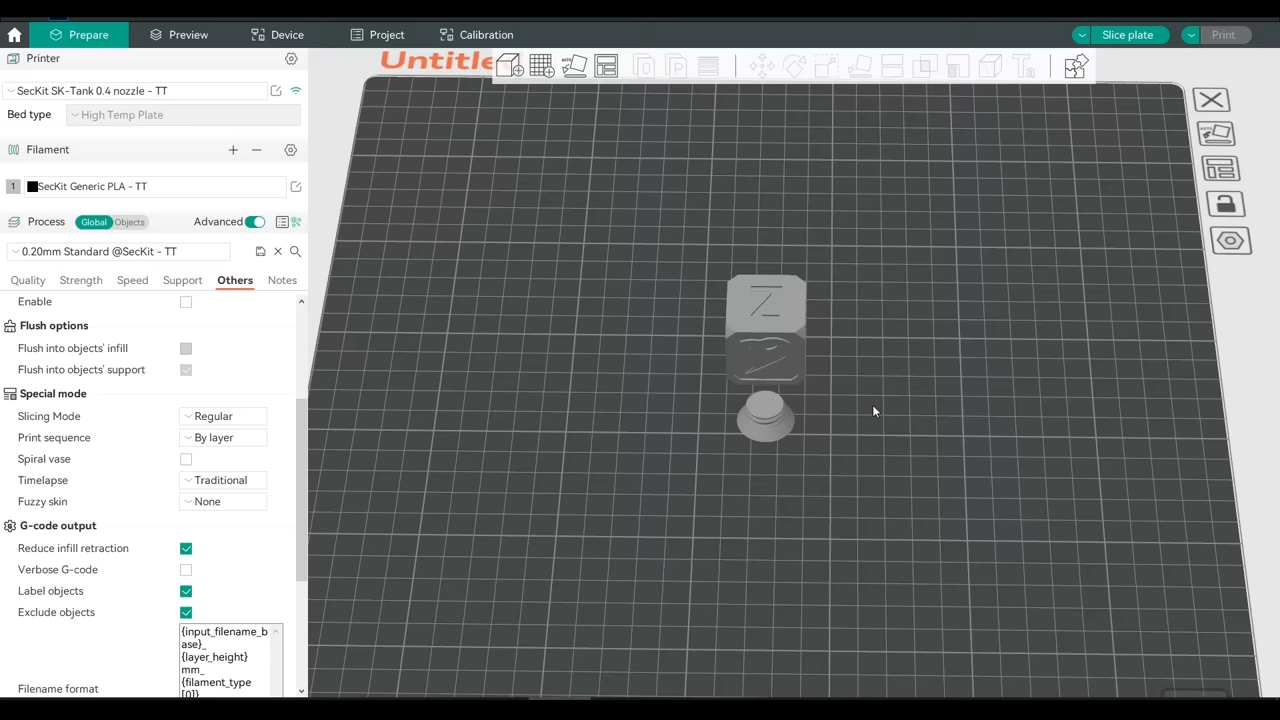 Prepare
Preview
Device
Project
Calibration
Slice plate
Print
Printer
SecKit SK-Tank 0.4 nozzle - TT
Bed type
High Temp Plate
Filament
1
SecKit Generic PLA - TT
Process
Global
Objects
Advanced
0.20mm Standard @SecKit - TT
Quality
Strength
Speed
Support
Others
Notes
Enable
Flush options
Flush into objects' infill
Flush into objects' support
Special mode
Slicing Mode
Regular
Print sequence
By layer
Spiral vase
Timelapse
Traditional
Fuzzy skin
None
G-code output
Reduce infill retraction
Verbose G-code
Label objects
Exclude objects
Filename format
{input_filename_b
ase}_
{layer_height}
mm_
{filament_type
[0]}
Untitle
Z